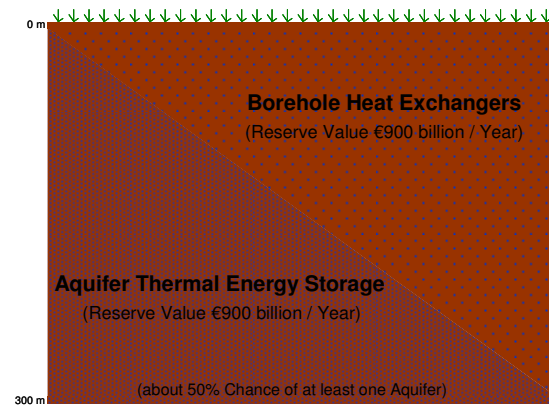 0 m
Borehole Heat Exchangers
(Reserve Value €900 billion / Year)
Aquifer Thermal Energy Storage
(Reserve Value €900 billion / Year)
(about 50% Chance of at least one Aquifer)
300 m